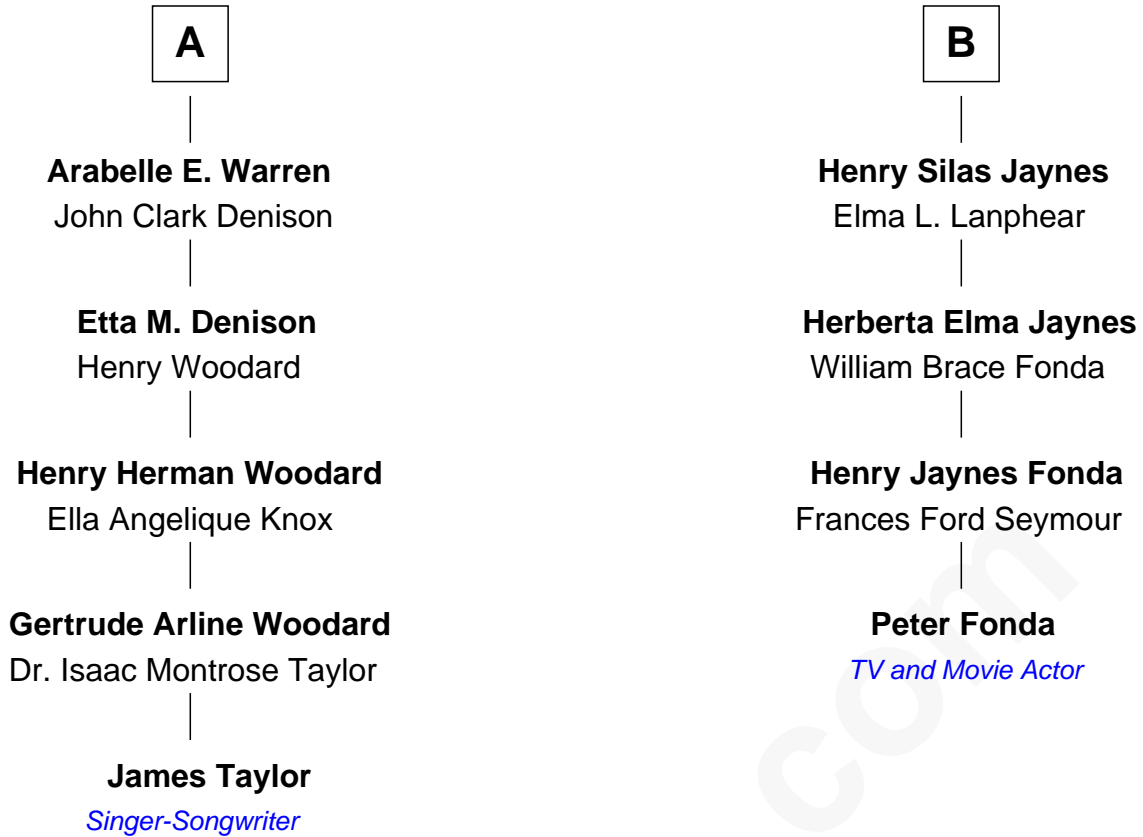 A
Arabelle E. Warren
John Clark Denison
Etta M. Denison
Henry Woodard
Henry Herman Woodard
Ella Angelique Knox
Gertrude Arline Woodard
Dr. Isaac Montrose Taylor
James Taylor
Singer-Songwriter
B
Henry Silas Jaynes
Elma L. Lanphear
Herberta Elma Jaynes
William Brace Fonda
Henry Jaynes Fonda
Frances Ford Seymour
Peter Fonda
TV and Movie Actor
com